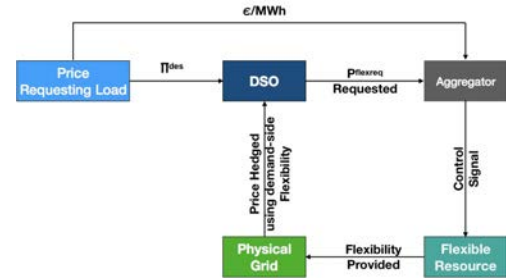 €/MWh
Price
Requesting Load
∏des
DSO
Pflexreq
Requested
Aggregator
Price Hedged
using demand-side
Flexibility
Control
Signal
Physical
Grid
Flexibility
Provided
Flexible
Resource